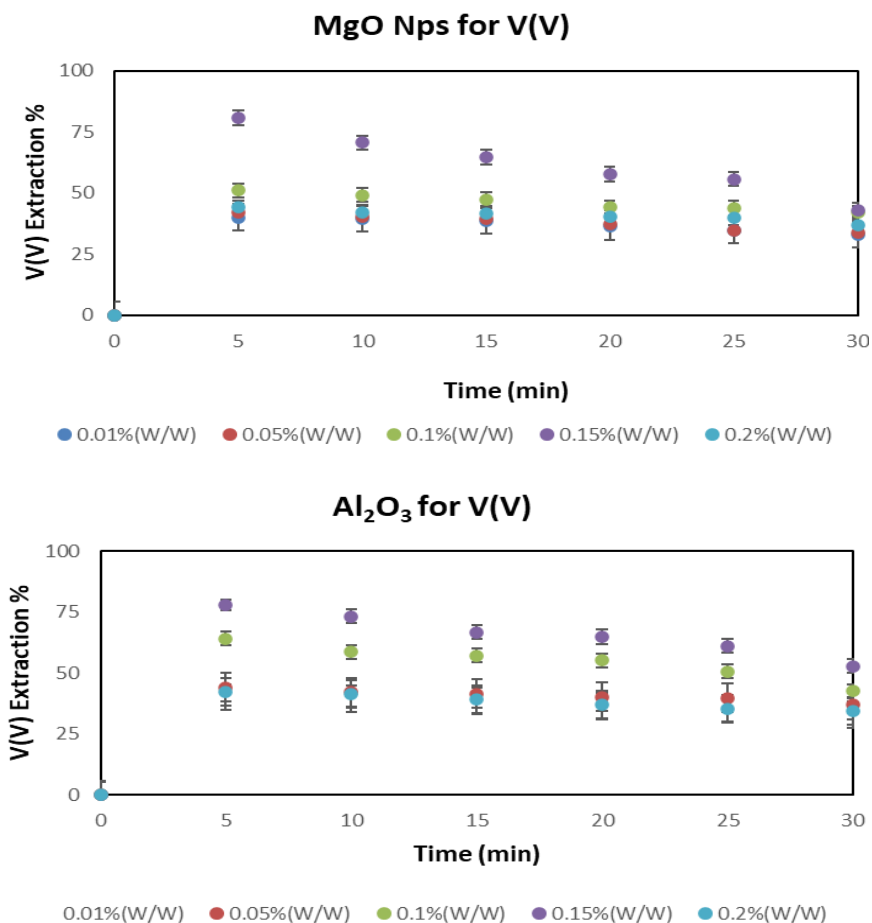 MgO Nps for V(V)
100
75
50
25
0
V(V) Extraction %
0 5 10 15 20 25 30
Time (min)
0.01%(W/W) 0.05%(W/W) 0.1%(W/W) 0.15%(W/W) 0.2%(W/W)
Al₂O₃ for V(V)
100
75
50
25
0
V(V) Extraction %
0 5 10 15 20 25 30
Time (min)
0.01%(W/W) 0.05%(W/W) 0.1%(W/W) 0.15%(W/W) 0.2%(W/W)